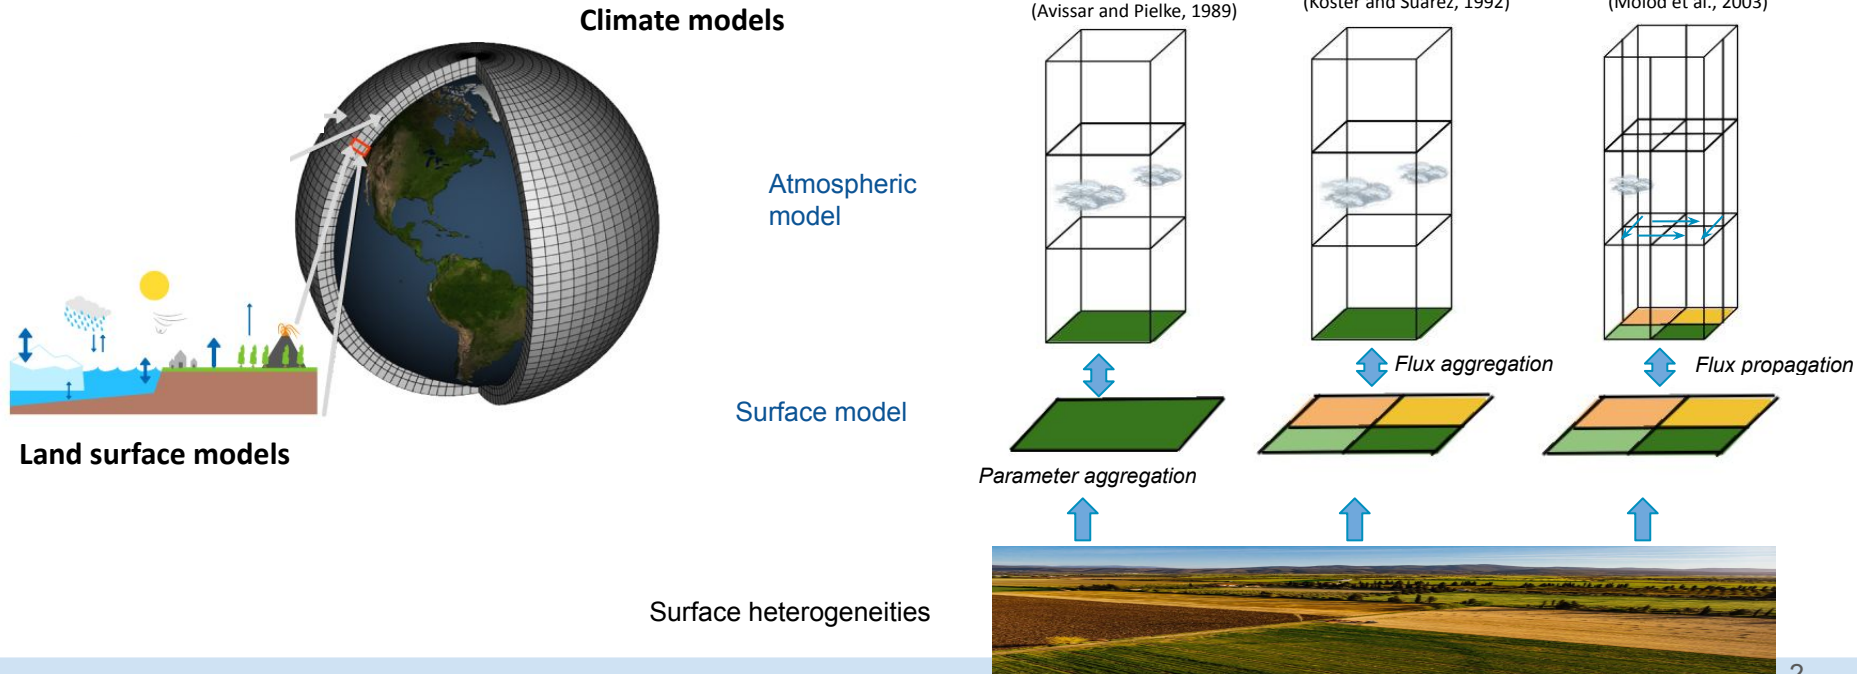 Climate models
(Avissar and Pielke, 1989)
(Koster and Suarez, 1992)
(Molod et al., 2003)
Atmospheric
model
Flux aggregation
Flux propagation
Surface model
Land surface models
Parameter aggregation
Surface heterogeneities
2